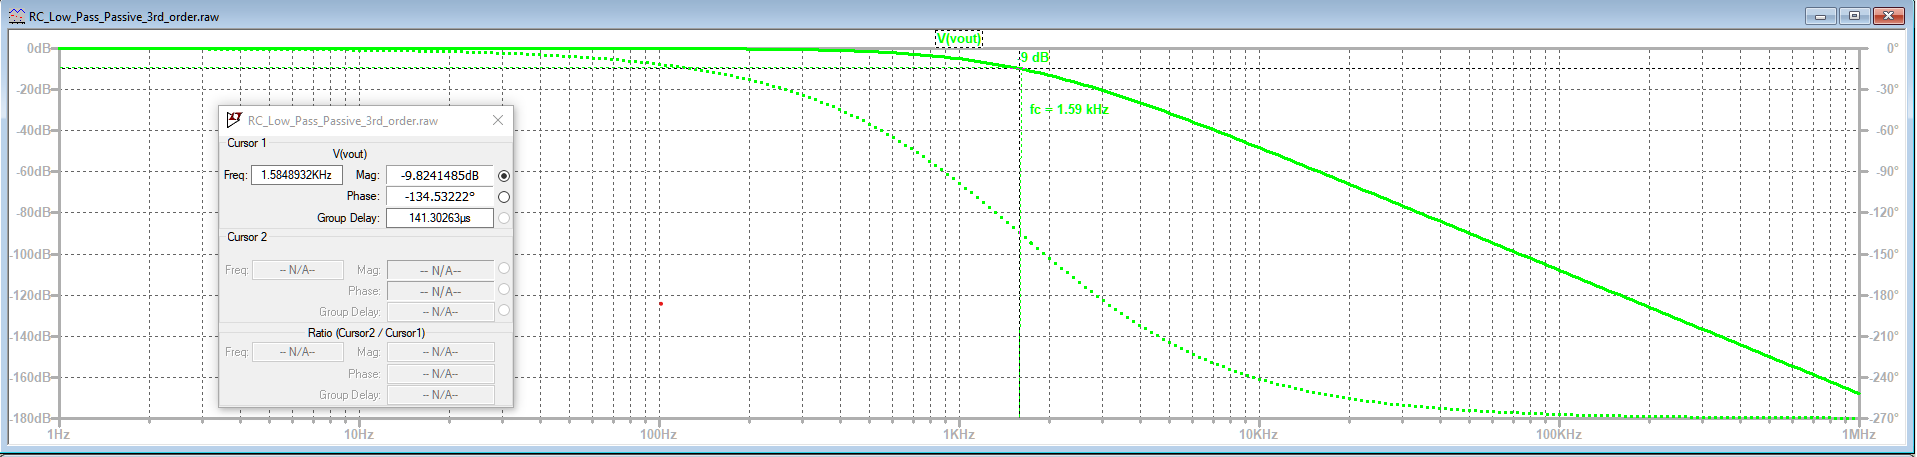 RC_Low_Pass_Passive_3rd_order.raw
V(vout)
0dB
-20dB
-40dB
-60dB
-80dB
-100dB
-120dB
-140dB
-160dB
-180dB
9 dB
fc = 1.59 kHz
0°
-30°
-60°
-90°
-120°
-150°
-180°
-210°
-240°
-270°
1Hz 10Hz 100Hz 1KHz 10KHz 100KHz 1MHz
RC_Low_Pass_Passive_3rd_order.raw
Cursor 1
V(vout)
Freq: 1.5848932KHz Mag: -9.8241485dB
Phase: -134.53222°
Group Delay: 141.30263µs
Cursor 2
Freq: -- N/A-- Mag: -- N/A--
Phase: -- N/A--
Group Delay: -- N/A--
Ratio (Cursor2 / Cursor1)
Freq: -- N/A-- Mag: -- N/A--
Phase: -- N/A--
Group Delay: -- N/A--